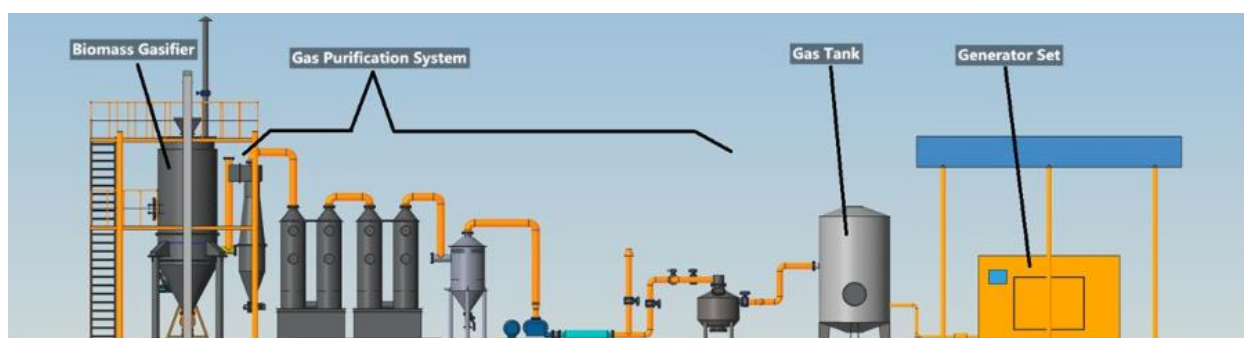 Biomass Gasifier
Gas Purification System
Gas Tank
Generator Set